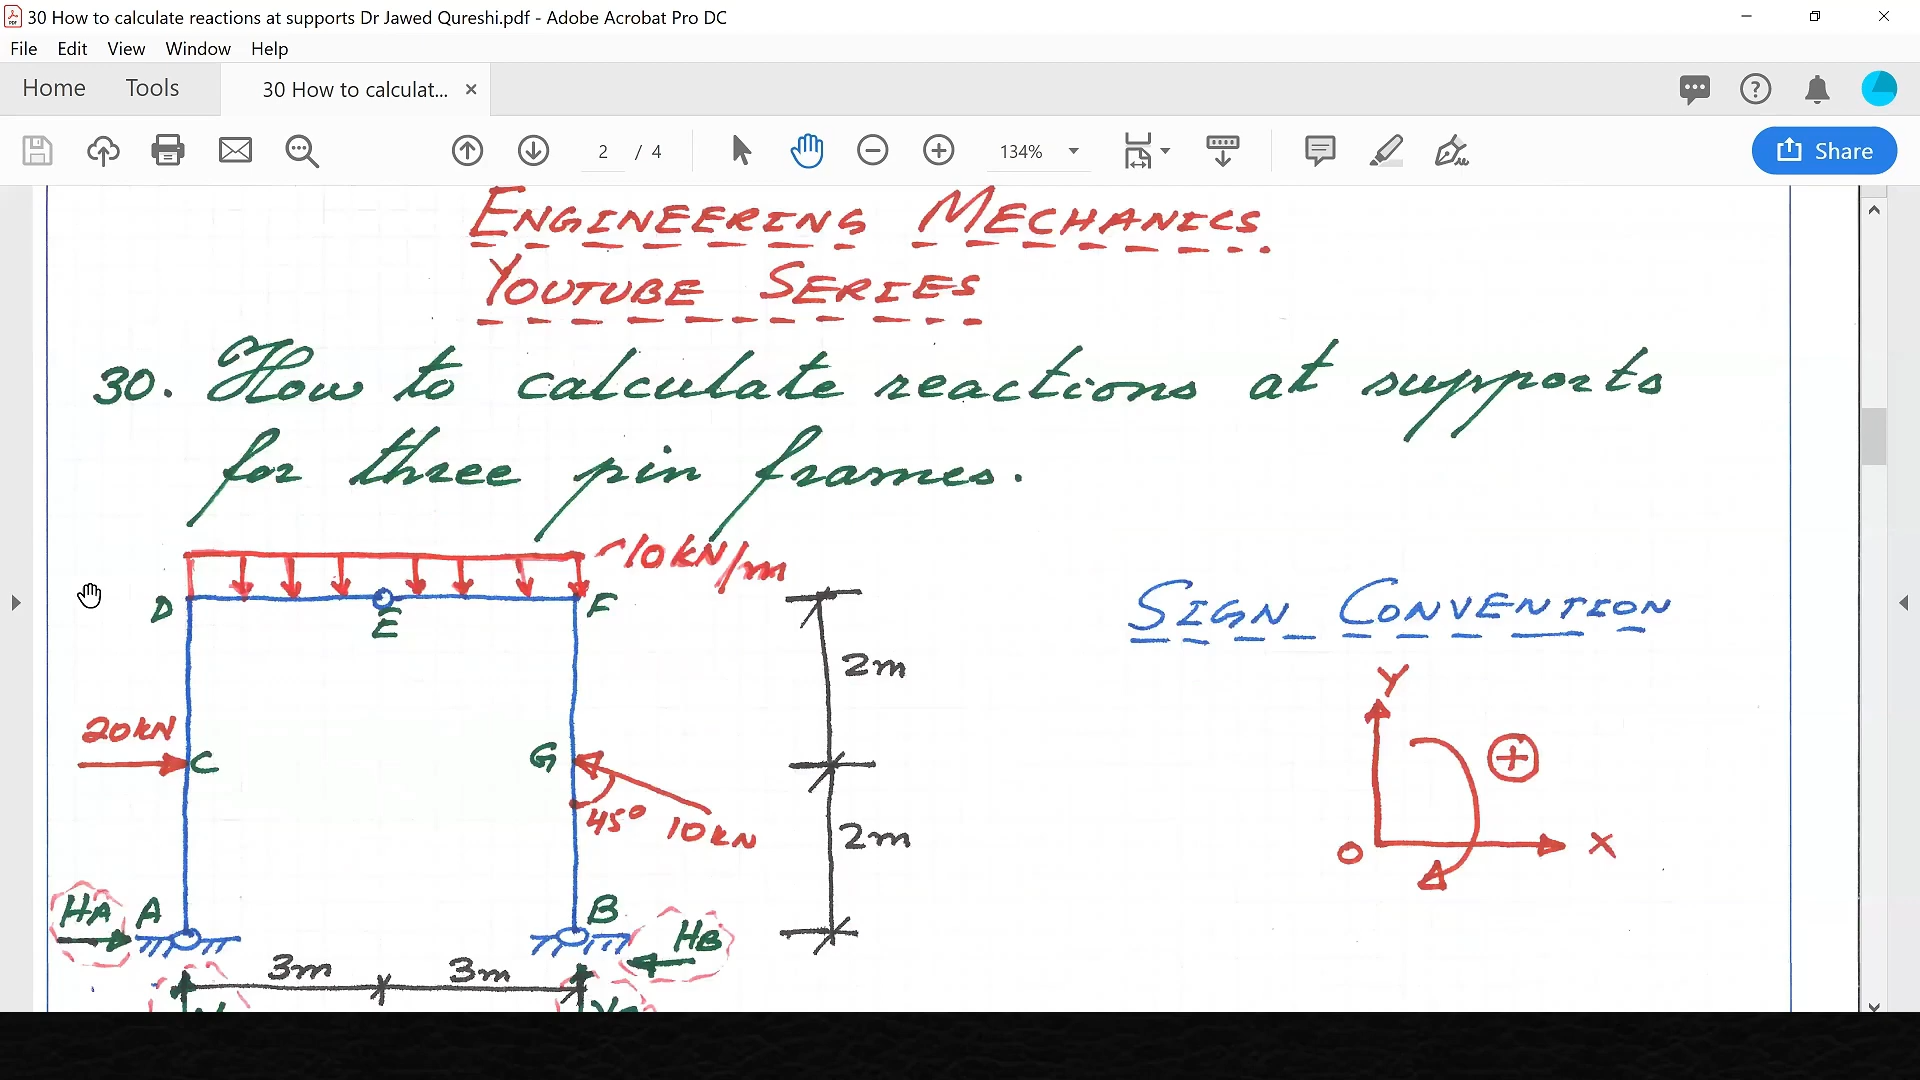 30 How to calculate reactions at supports Dr Jawed Qureshi.pdf - Adobe Acrobat Pro DC
File Edit View Window Help
Home Tools 30 How to calculat...
2 / 4 134% Share
ENGINEERING MECHANICS
YOUTUBE SERIES
30. How to calculate reactions at supports
for three pin frames.
10kN/m
D E F
SIGN CONVENTION
2m
Y
20kN
C G +
45° 10kN
2m
O X
HA A B HB
3m 3m